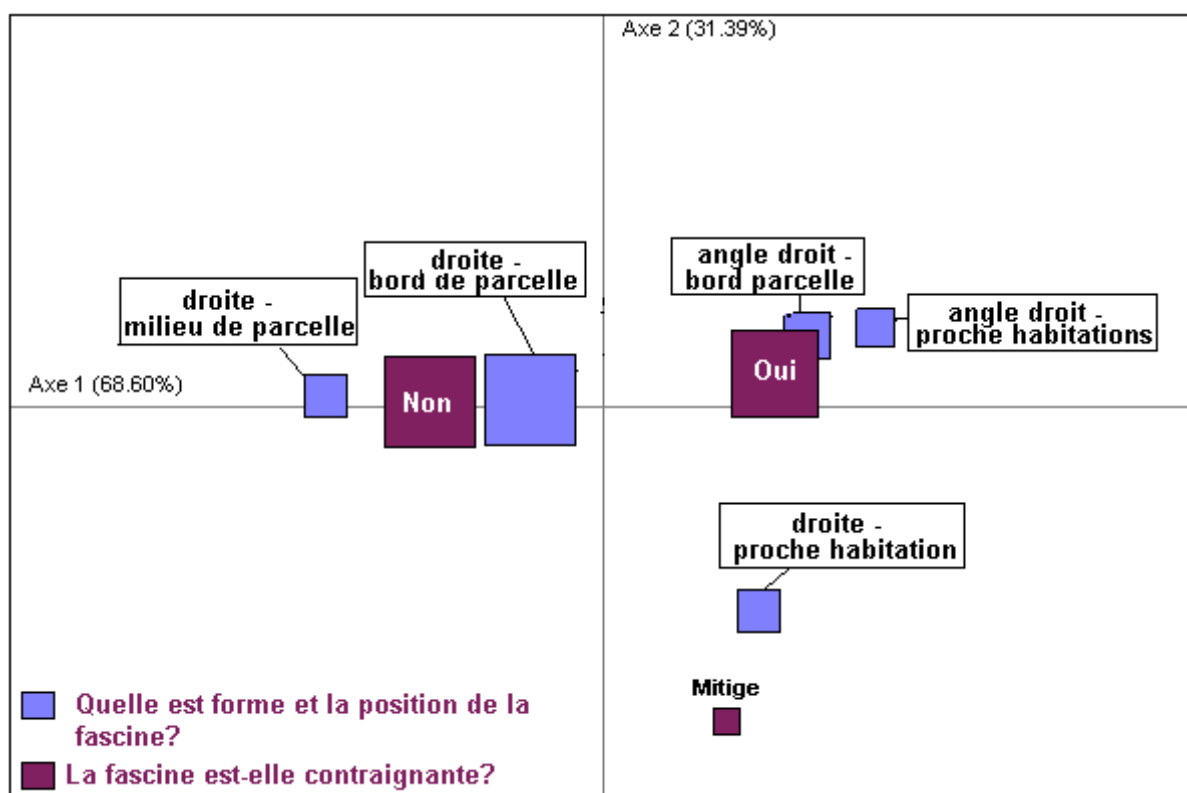 Axe 2 (31.39%)
droite -
bord de parcelle
angle droit -
bord parcelle
droite -
milieu de parcelle
angle droit -
proche habitations
Axe 1 (68.60%)
Non
Oui
droite -
proche habitation
Mitige
Quelle est forme et la position de la
fascine?
La fascine est-elle contraignante?